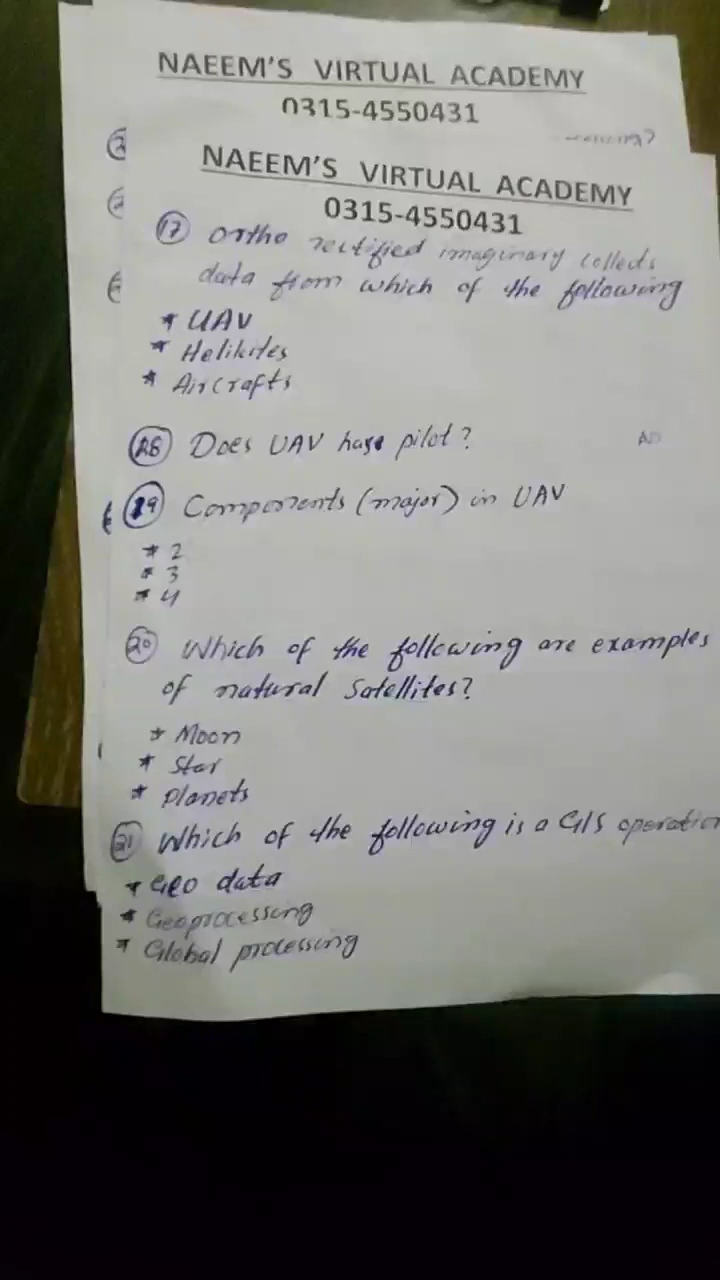 NAEEM'S VIRTUAL ACADEMY
0315-4550431
NAEEM'S VIRTUAL ACADEMY
0315-4550431
17 Ortho rectified imaginary collects
data from which of the following
* UAV
* Helikites
* Aircrafts
18 Does UAV have pilot?
19 Components (major) in UAV
* 2
* 3
* 4
20 Which of the following are examples
of natural Satellites?
* Moon
* Star
* Planets
21 Which of the following is a GIS operation
* Geo data
* Geoprocessing
* Global processing